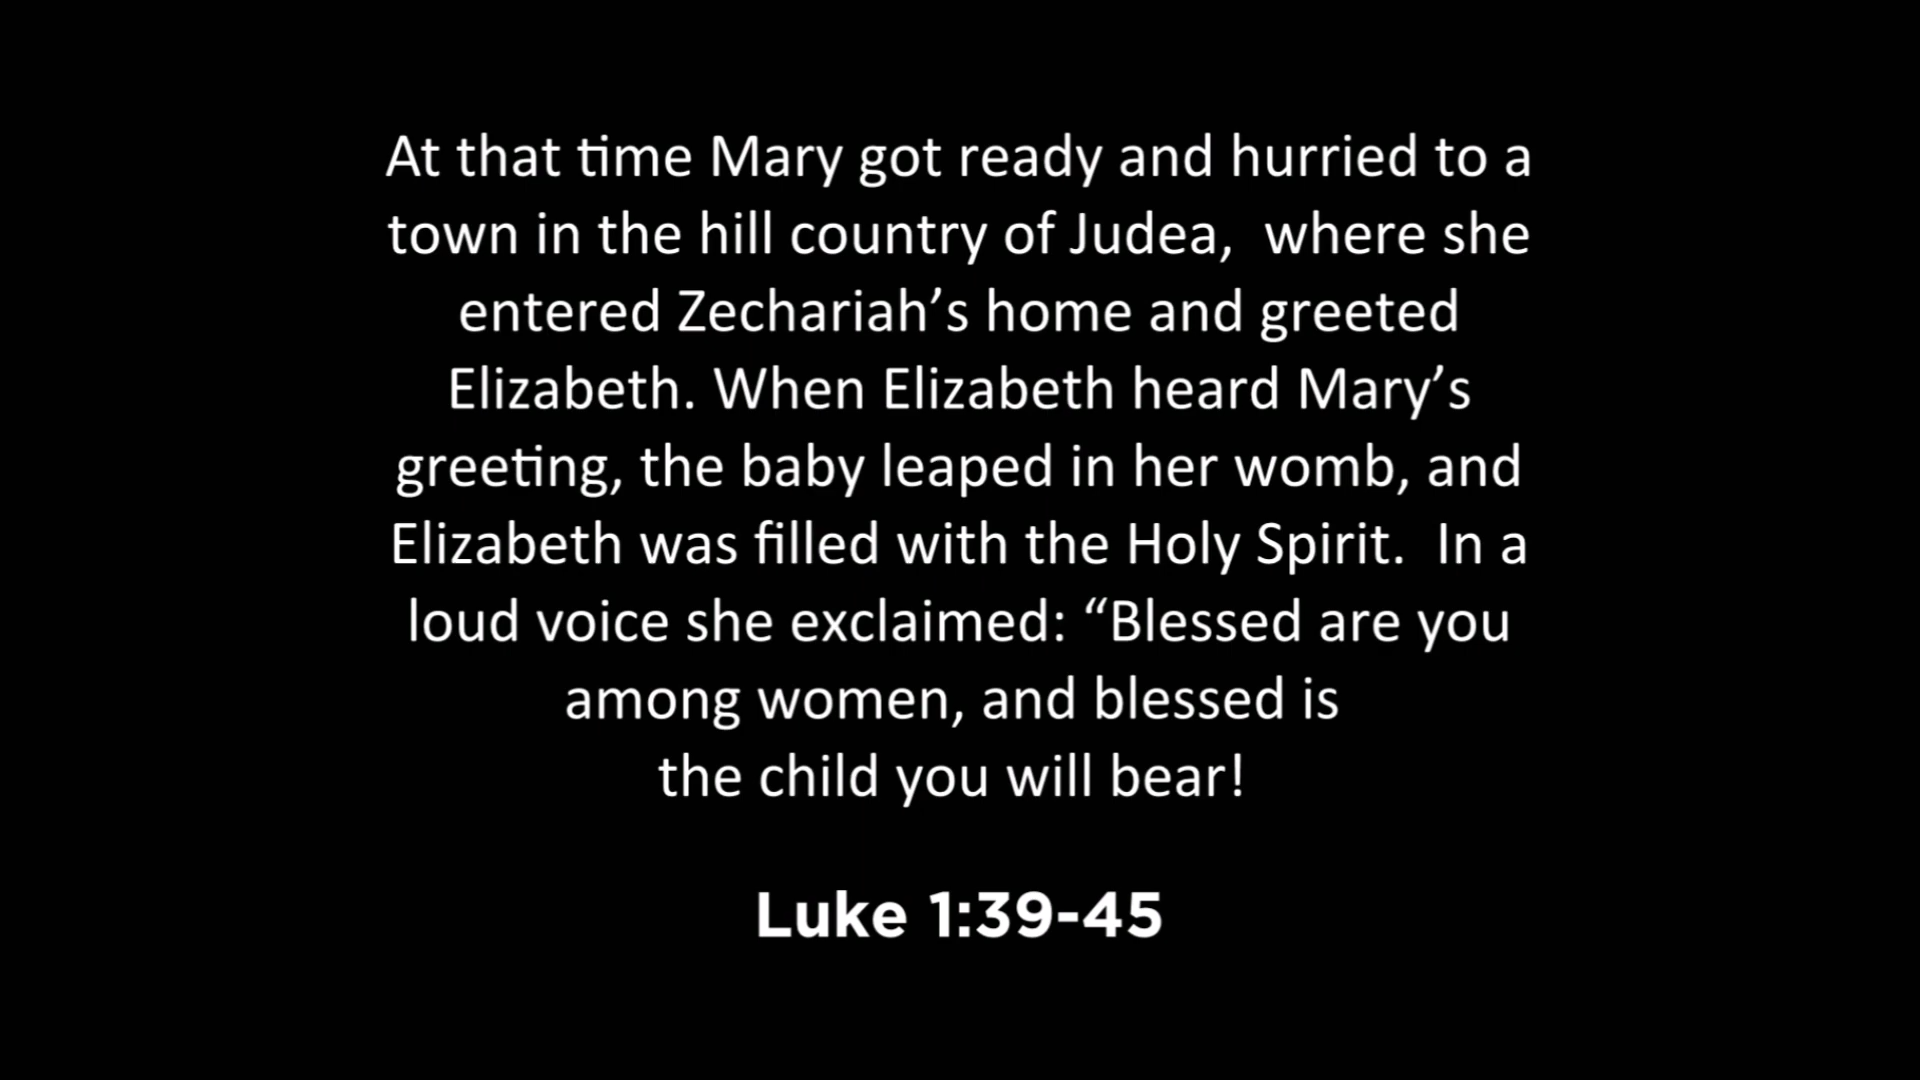 At that time Mary got ready and hurried to a
town in the hill country of Judea,  where she
entered Zechariah’s home and greeted
Elizabeth. When Elizabeth heard Mary’s
greeting, the baby leaped in her womb, and
Elizabeth was filled with the Holy Spirit.  In a
loud voice she exclaimed: “Blessed are you
among women, and blessed is
the child you will bear!
Luke 1:39-45